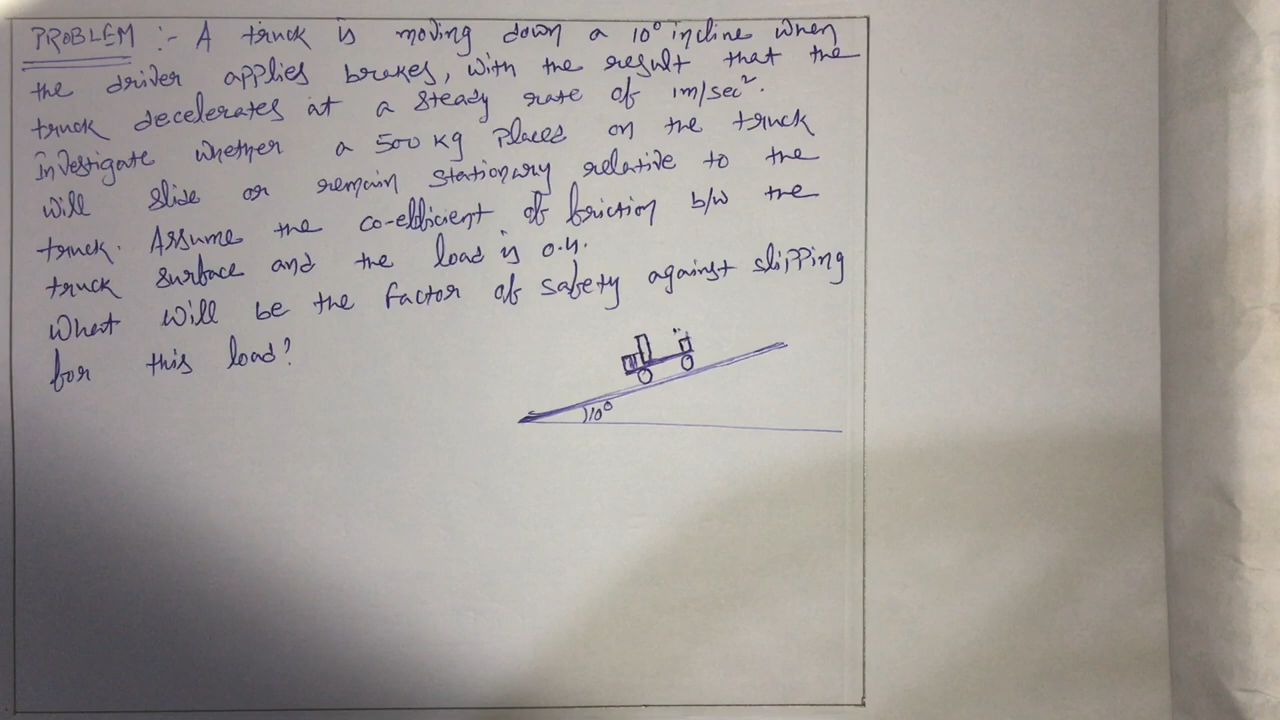 PROBLEM :- A truck is moving down a 10° incline when
the driver applies brakes, with the result that the
truck decelerates at a steady rate of 1m/sec².
Investigate whether a 500 kg placed on the truck
will slide or remain stationary relative to the
truck. Assume the co-efficient of friction b/w the
truck surface and the load is 0.4.
What will be the factor of safety against slipping
for this load?
10°